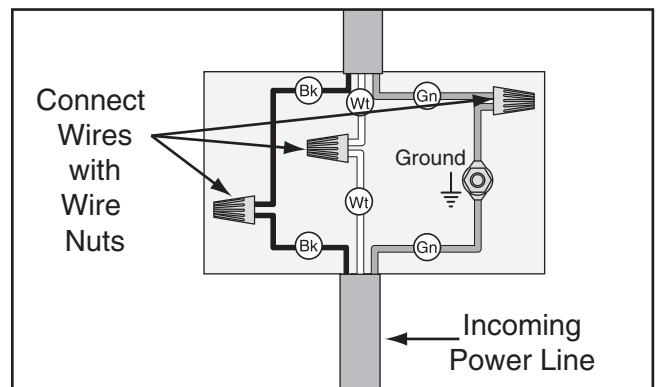 Connect
Wires
with
Wire
Nuts
Bk
Wt
Gn
Ground
Wt
Bk
Gn
Incoming
Power Line